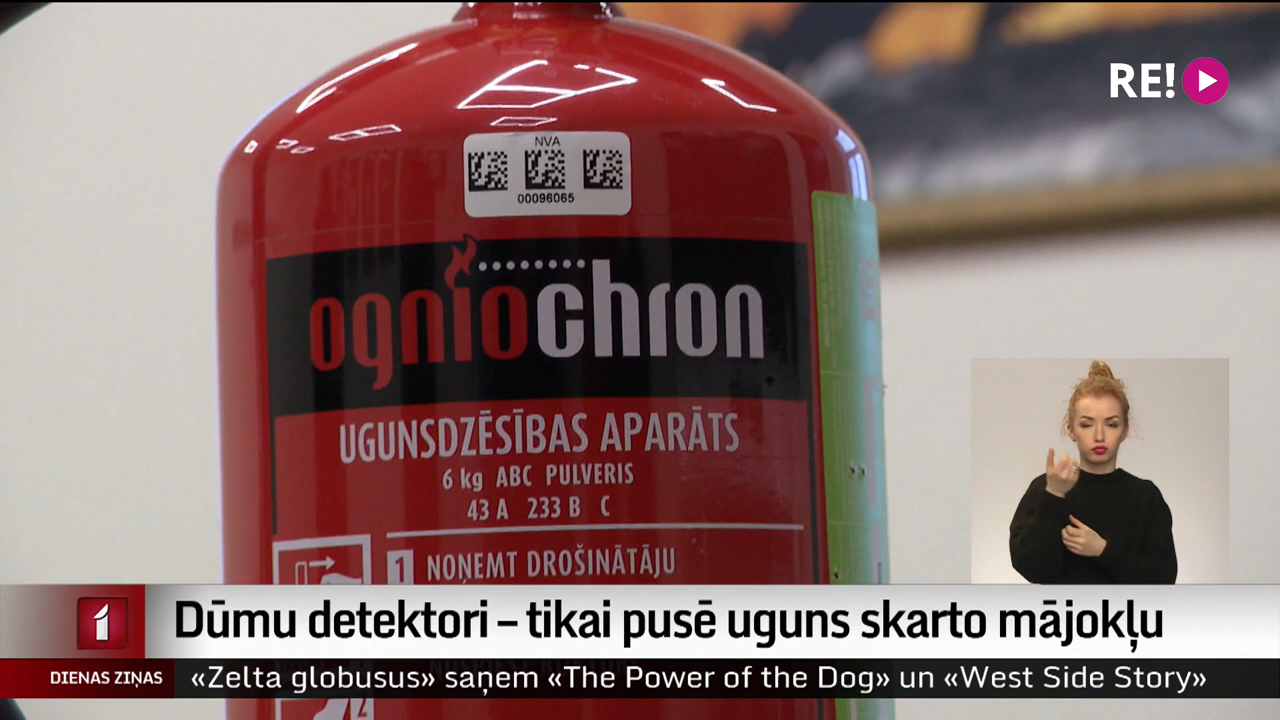 RE!
NVA
00096065
ogniochron
UGUNSDZĒSĪBAS APARĀTS
6 kg ABC PULVERIS
43 A 233 B C
1 NOŅEMT DROŠINĀTĀJU
1 Dūmu detektori – tikai pusē uguns skarto mājokļu
DIENAS ZIŅAS «Zelta globusus» saņem «The Power of the Dog» un «West Side Story»
2